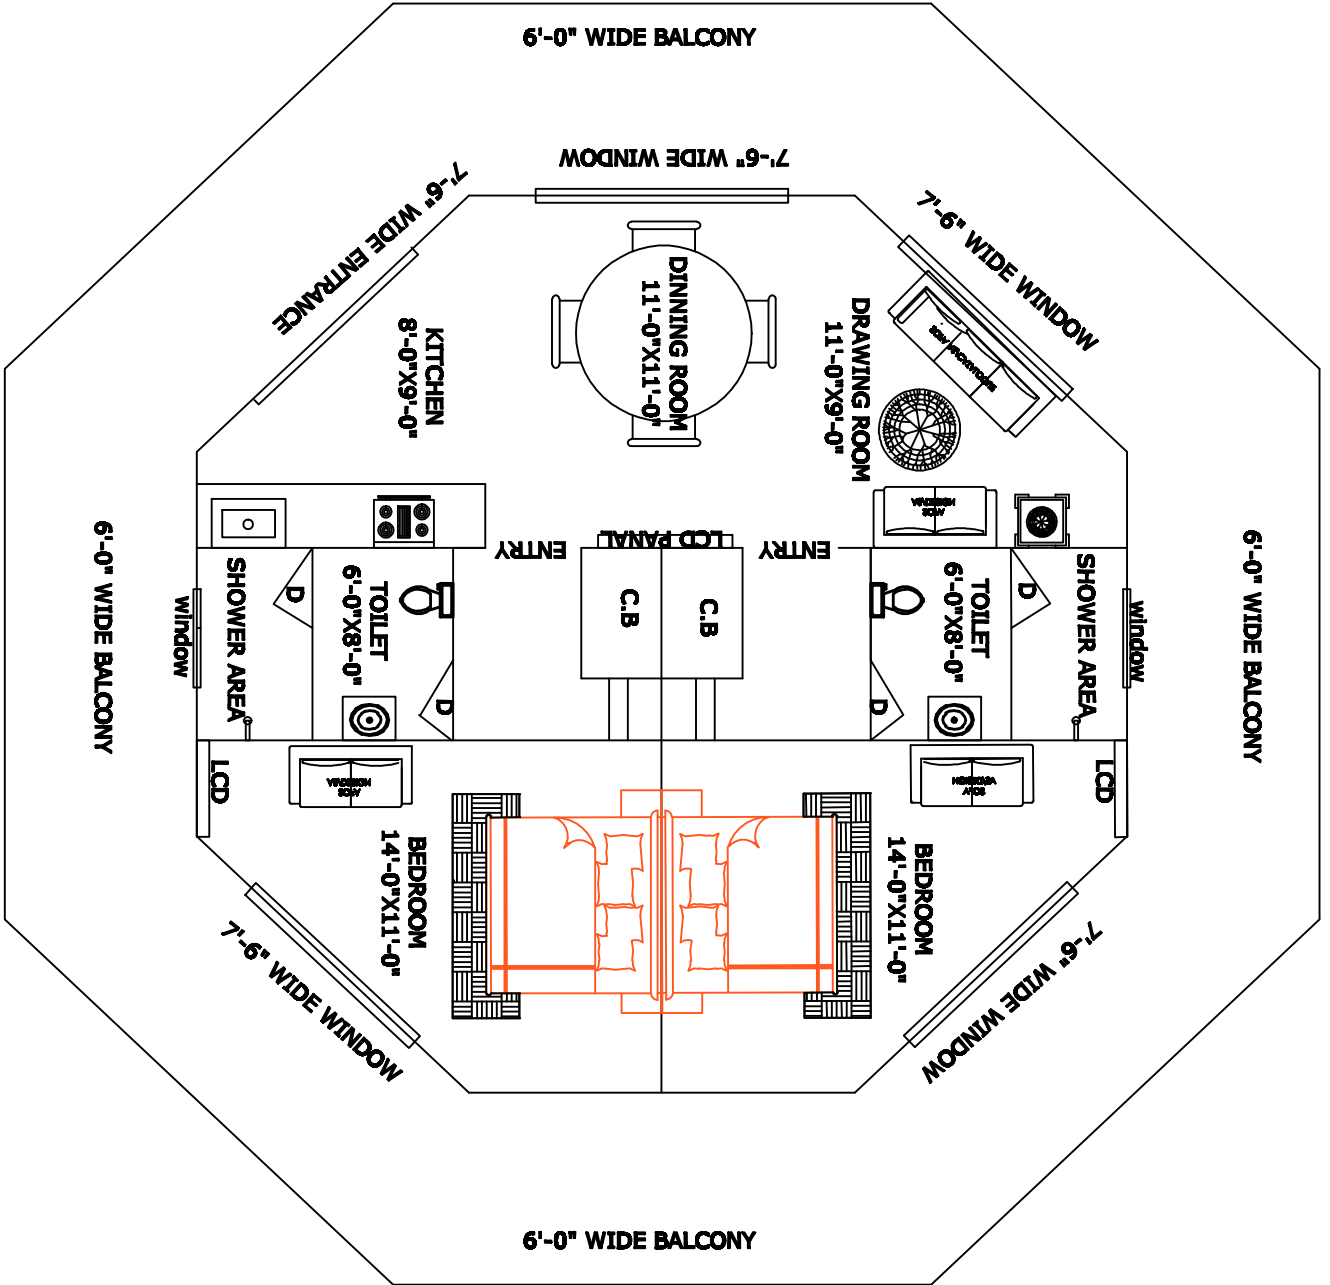 6'-0" WIDE BALCONY
7'-6" WIDE WINDOW
7'-6" WIDE ENTRANCE
7'-6" WIDE WINDOW
KITCHEN
8'-0"X9'-0"
DINNING ROOM
11'-0"X11'-0"
DRAWING ROOM
11'-0"X9'-0"
6'-0" WIDE BALCONY
6'-0" WIDE BALCONY
ENTRY
LCD PANAL
ENTRY
window
SHOWER AREA
D
TOILET
6'-0"X8'-0"
D
C.B
C.B
TOILET
6'-0"X8'-0"
D
D
SHOWER AREA
window
LCD
LCD
BEDROOM
14'-0"X11'-0"
BEDROOM
14'-0"X11'-0"
7'-6" WIDE WINDOW
7'-6" WIDE WINDOW
6'-0" WIDE BALCONY